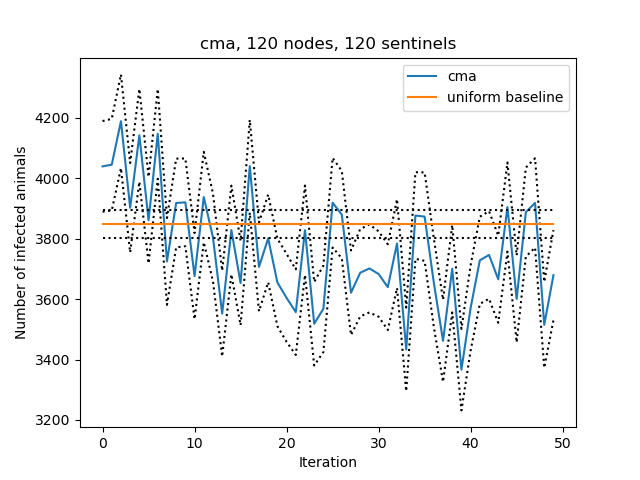 cma, 120 nodes, 120 sentinels
cma
uniform baseline
Number of infected animals
4200
4000
3800
3600
3400
3200
0 10 20 30 40 50
Iteration